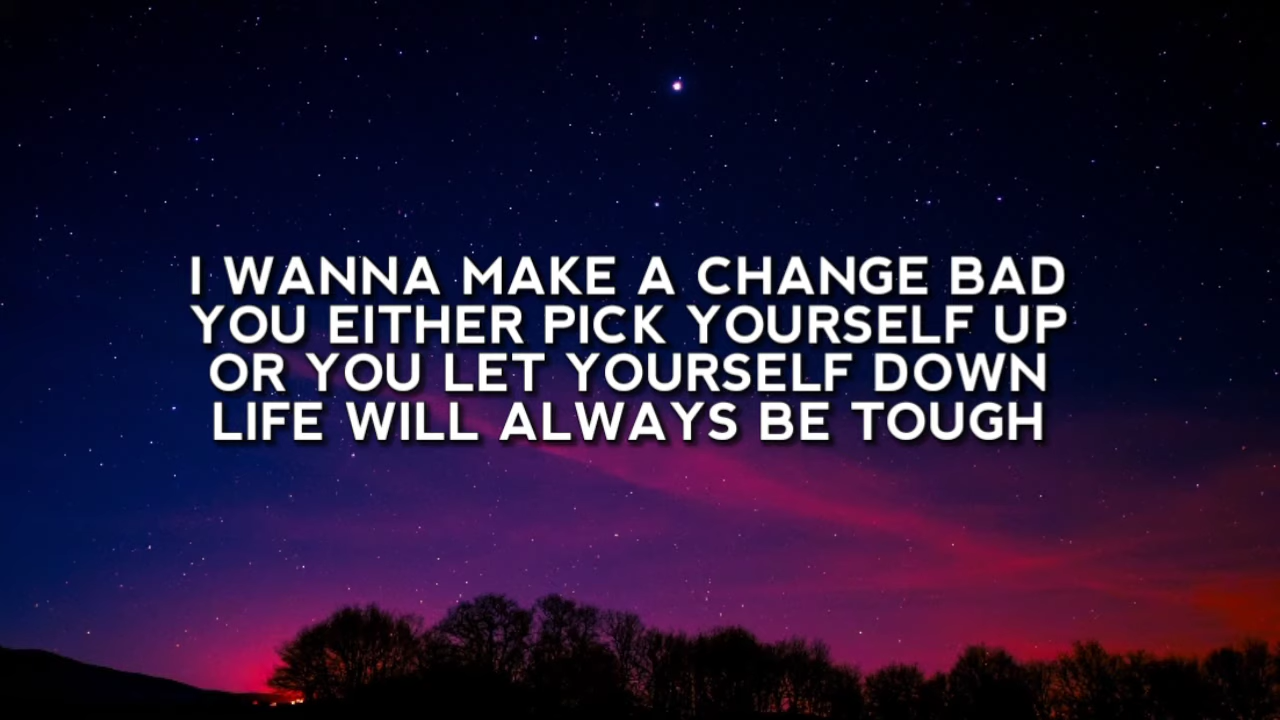 I WANNA MAKE A CHANGE BAD
YOU EITHER PICK YOURSELF UP
OR YOU LET YOURSELF DOWN
LIFE WILL ALWAYS BE TOUGH